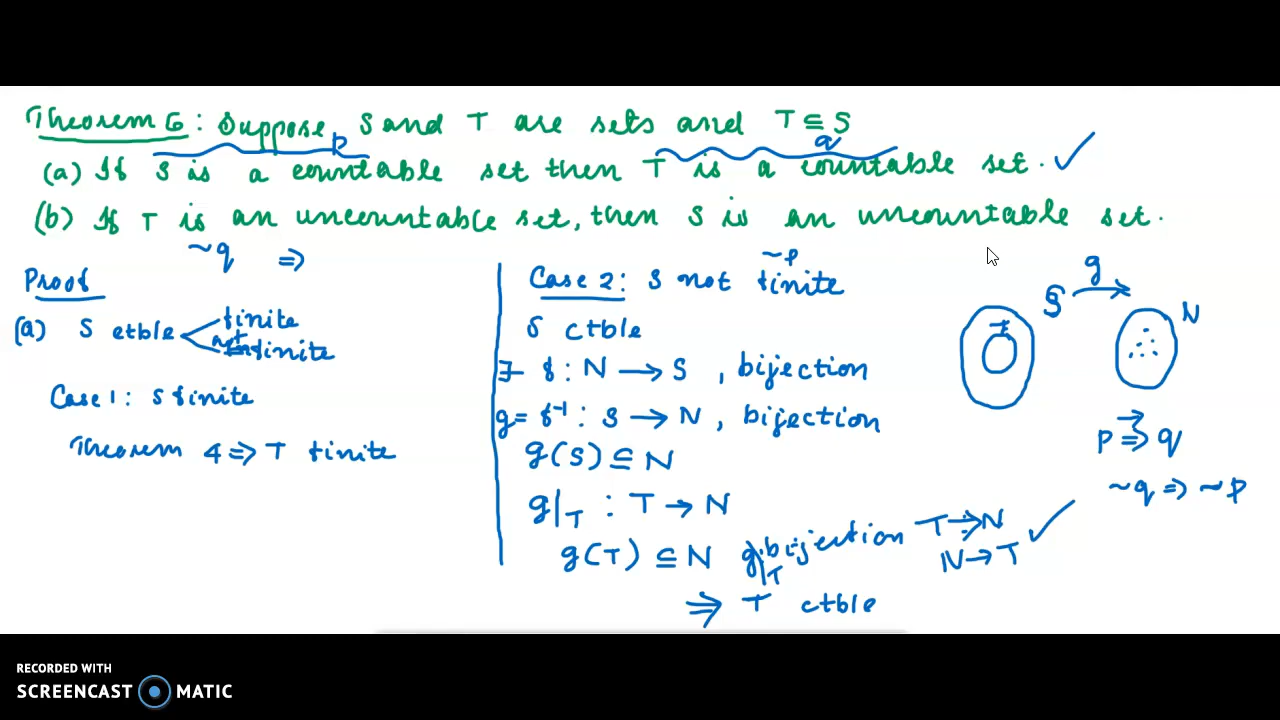 Theorem 6: Suppose S and T are sets and T ⊆ S
p
q
(a) If S is a countable set then T is a countable set. ✓
(b) If T is an uncountable set, then S is an uncountable set.
~q ⇒
~p
Proof
(a) S ctble
finite
not finite
Case 1: S finite
Theorem 4 ⇒ T finite
Case 2: S not finite
S ctble
∃ f: N → S, bijection
g = f⁻¹: S → N, bijection
g(S) ⊆ N
g|T : T → N
g(T) ⊆ N g|T bijection T → N
N → T ✓
⇒ T ctble
S g N
T
p ⇒ q
~q ⇒ ~p
RECORDED WITH
SCREENCAST MATIC